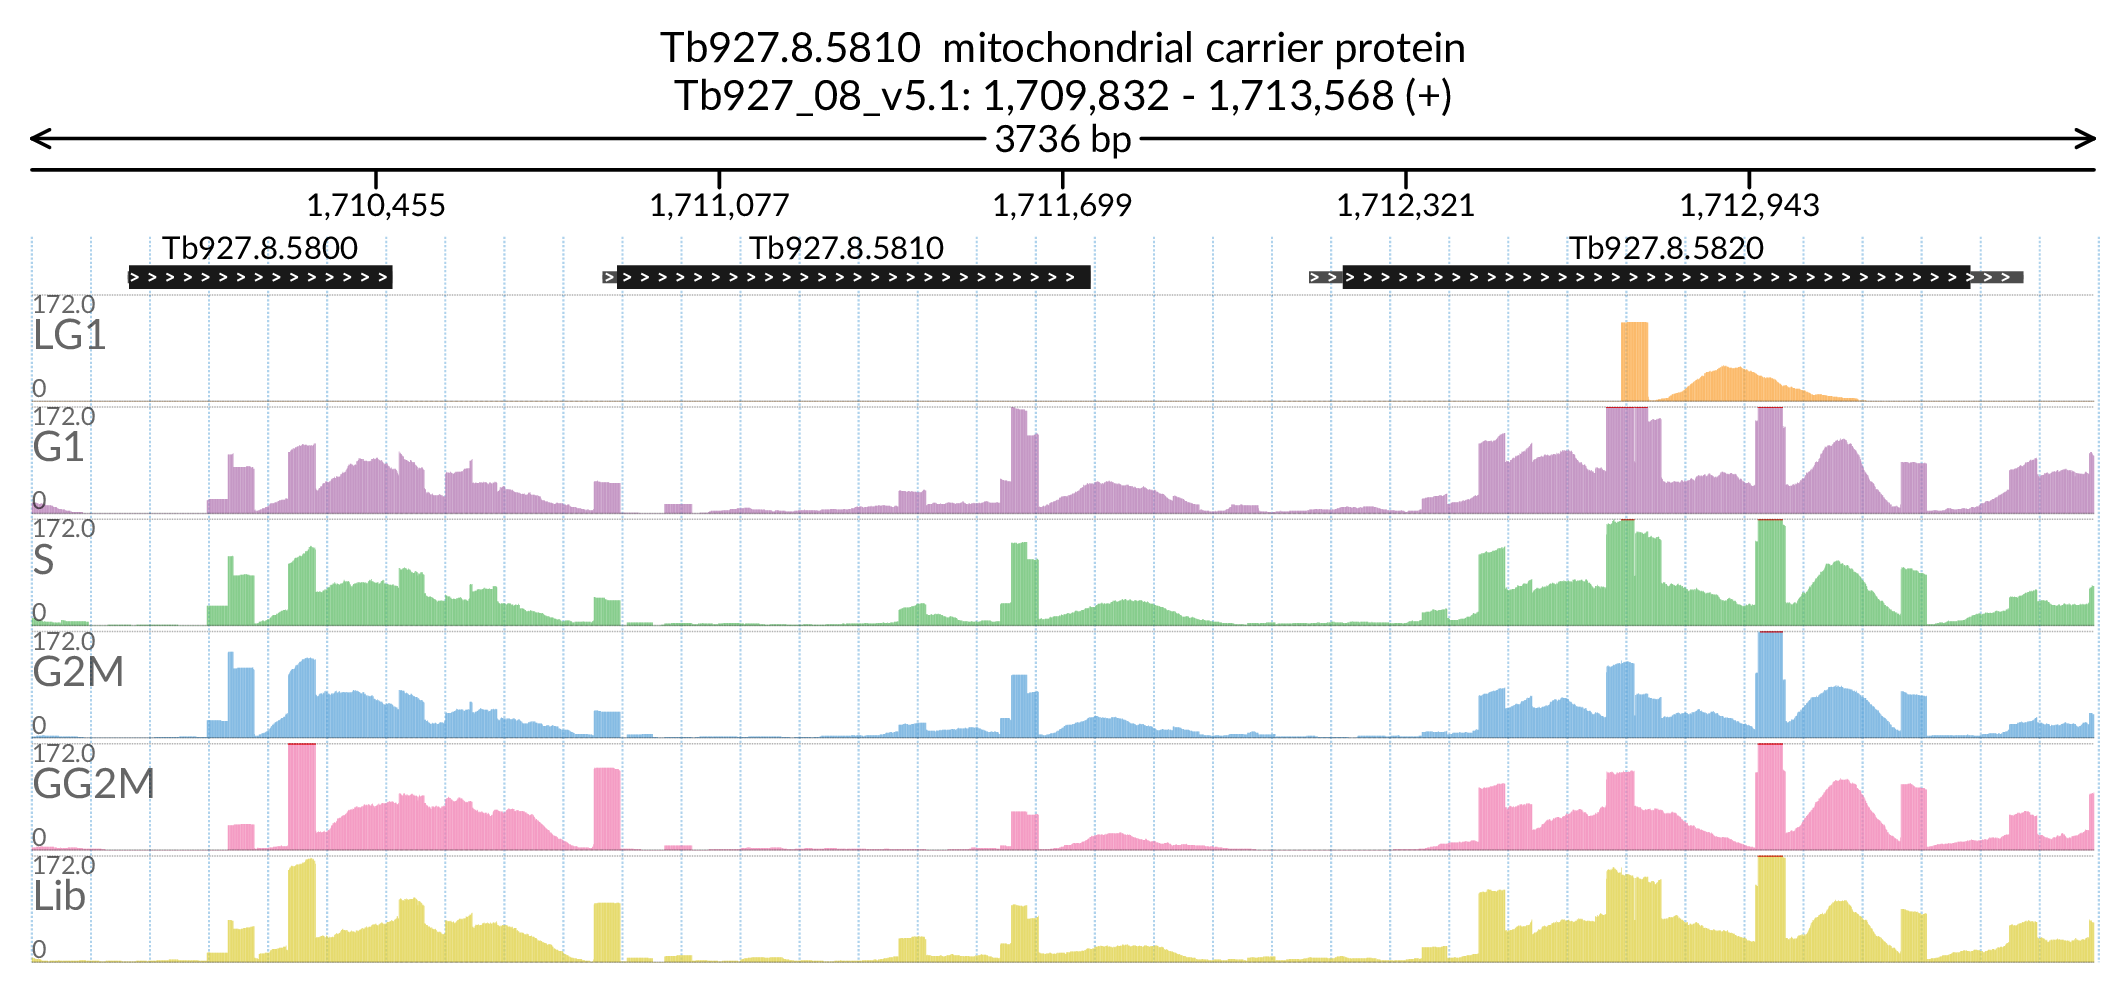 Tb927.8.5810  mitochondrial carrier protein
Tb927_08_v5.1: 1,709,832 - 1,713,568 (+)
3736 bp
1,710,455 1,711,077 1,711,699 1,712,321 1,712,943
Tb927.8.5800 Tb927.8.5810 Tb927.8.5820
172.0
LG1
0
172.0
G1
0
172.0
S
0
172.0
G2M
0
172.0
GG2M
0
172.0
Lib
0